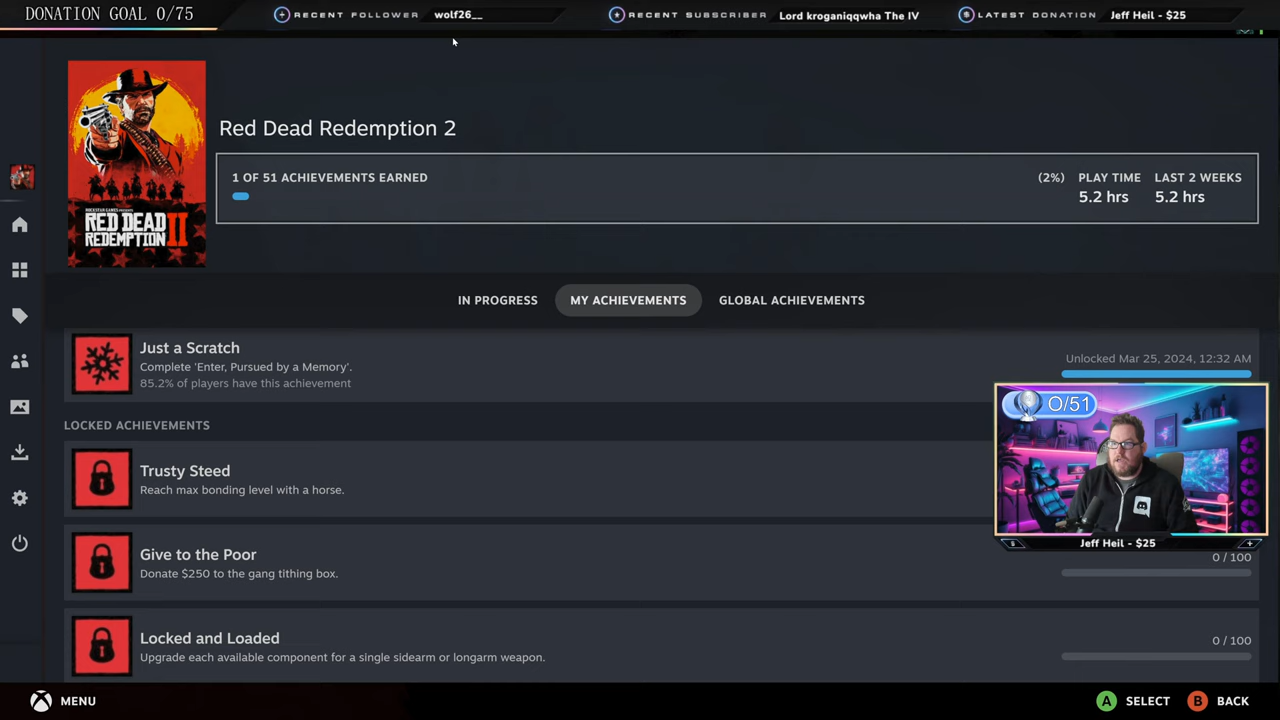 DONATION GOAL 0/75
RECENT FOLLOWER wolf26__
RECENT SUBSCRIBER Lord kroganiqqwha The IV
LATEST DONATION Jeff Heil - $25
RED DEAD
REDEMPTION II
Red Dead Redemption 2
1 OF 51 ACHIEVEMENTS EARNED
(2%)
PLAY TIME
5.2 hrs
LAST 2 WEEKS
5.2 hrs
IN PROGRESS
MY ACHIEVEMENTS
GLOBAL ACHIEVEMENTS
Just a Scratch
Complete 'Enter, Pursued by a Memory'.
85.2% of players have this achievement
Unlocked Mar 25, 2024, 12:32 AM
LOCKED ACHIEVEMENTS
Trusty Steed
Reach max bonding level with a horse.
0/51
Jeff Heil - $25
Give to the Poor
Donate $250 to the gang tithing box.
0 / 100
Locked and Loaded
Upgrade each available component for a single sidearm or longarm weapon.
0 / 100
MENU
A SELECT
B BACK